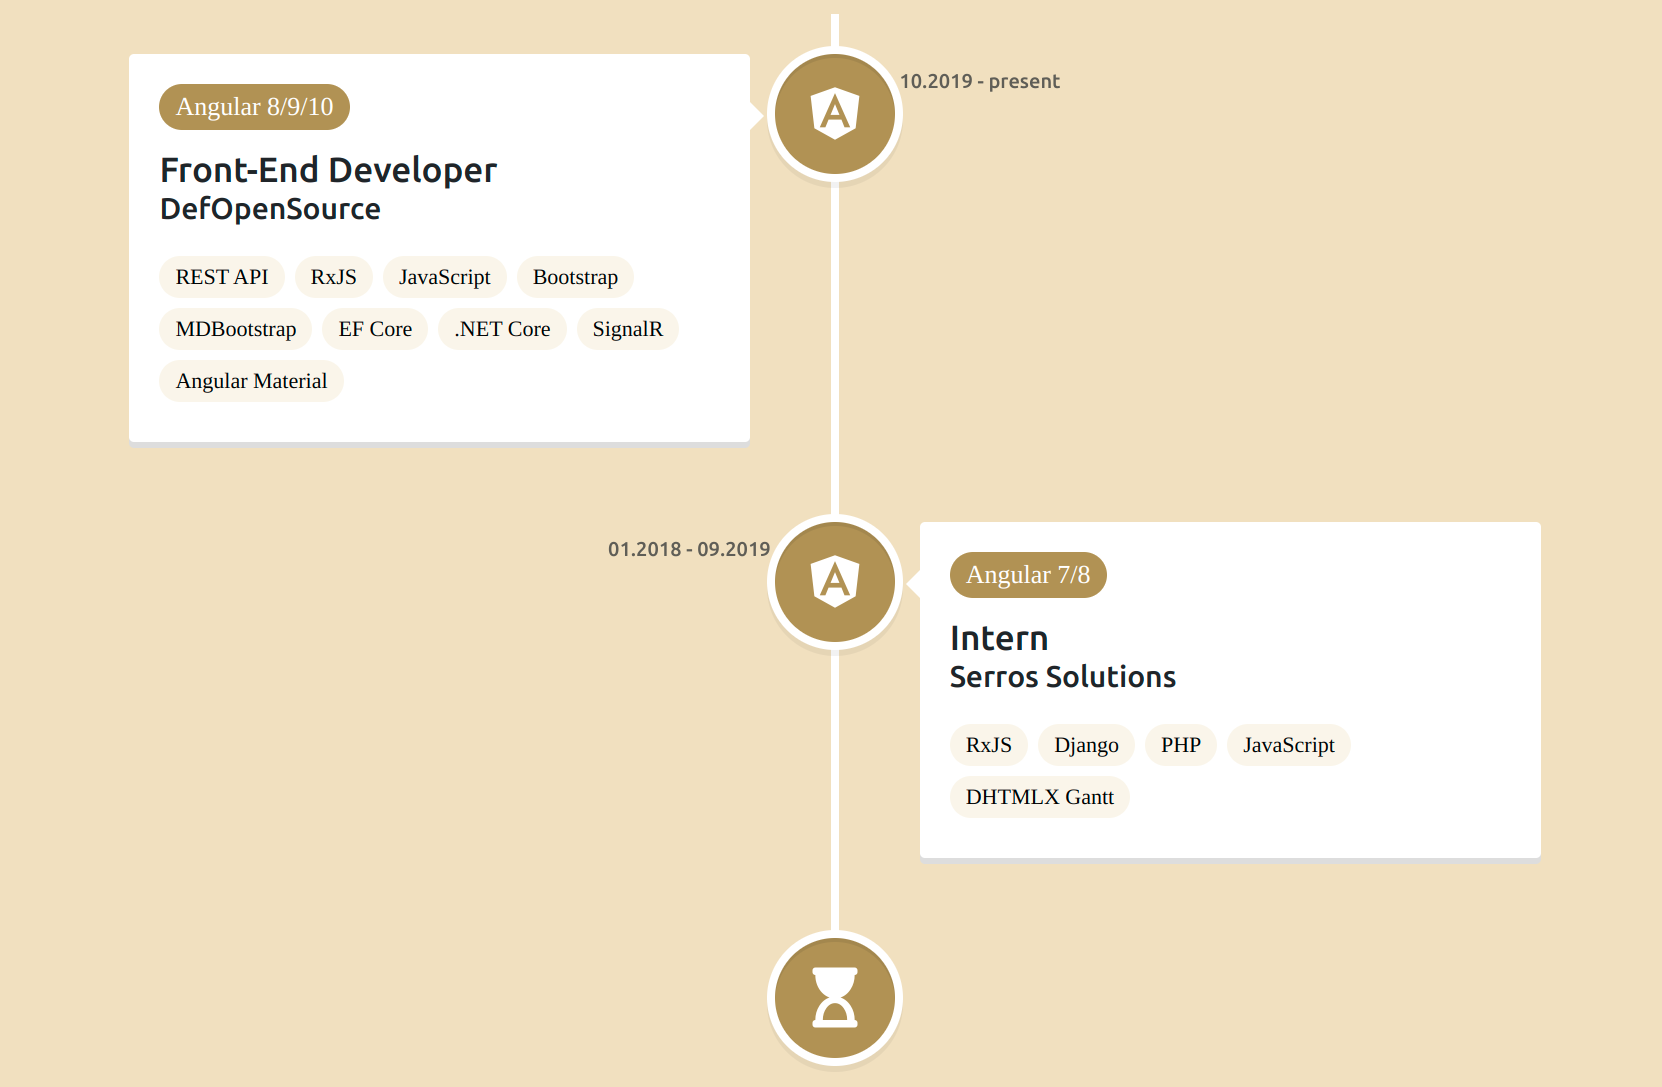 10.2019 - present
Angular 8/9/10
Front-End Developer
DefOpenSource
REST API RxJS JavaScript Bootstrap
MDBootstrap EF Core .NET Core SignalR
Angular Material
01.2018 - 09.2019
Angular 7/8
Intern
Serros Solutions
RxJS Django PHP JavaScript
DHTMLX Gantt